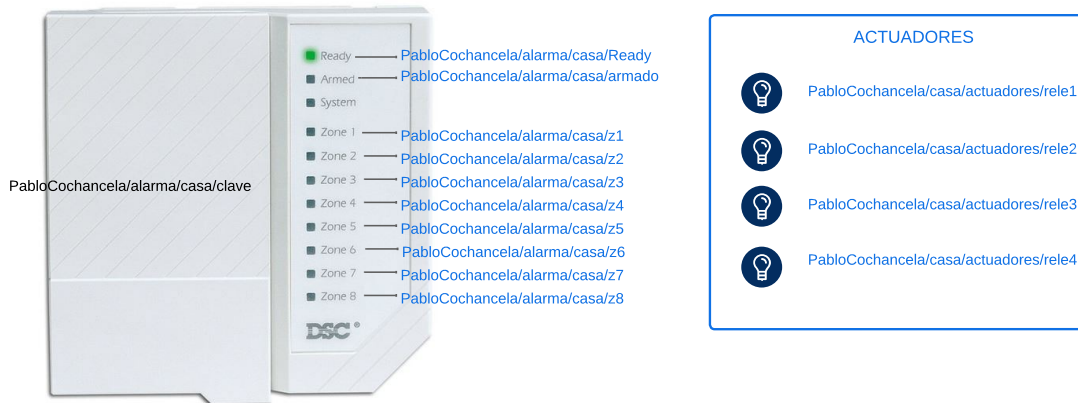 Ready
PabloCochancela/alarma/casa/Ready
Armed
PabloCochancela/alarma/casa/armado
System
Zone 1
PabloCochancela/alarma/casa/z1
Zone 2
PabloCochancela/alarma/casa/z2
Zone 3
PabloCochancela/alarma/casa/z3
PabloCochancela/alarma/casa/clave
Zone 4
PabloCochancela/alarma/casa/z4
Zone 5
PabloCochancela/alarma/casa/z5
Zone 6
PabloCochancela/alarma/casa/z6
Zone 7
PabloCochancela/alarma/casa/z7
Zone 8
PabloCochancela/alarma/casa/z8
DSC®
ACTUADORES
PabloCochancela/casa/actuadores/rele1
PabloCochancela/casa/actuadores/rele2
PabloCochancela/casa/actuadores/rele3
PabloCochancela/casa/actuadores/rele4